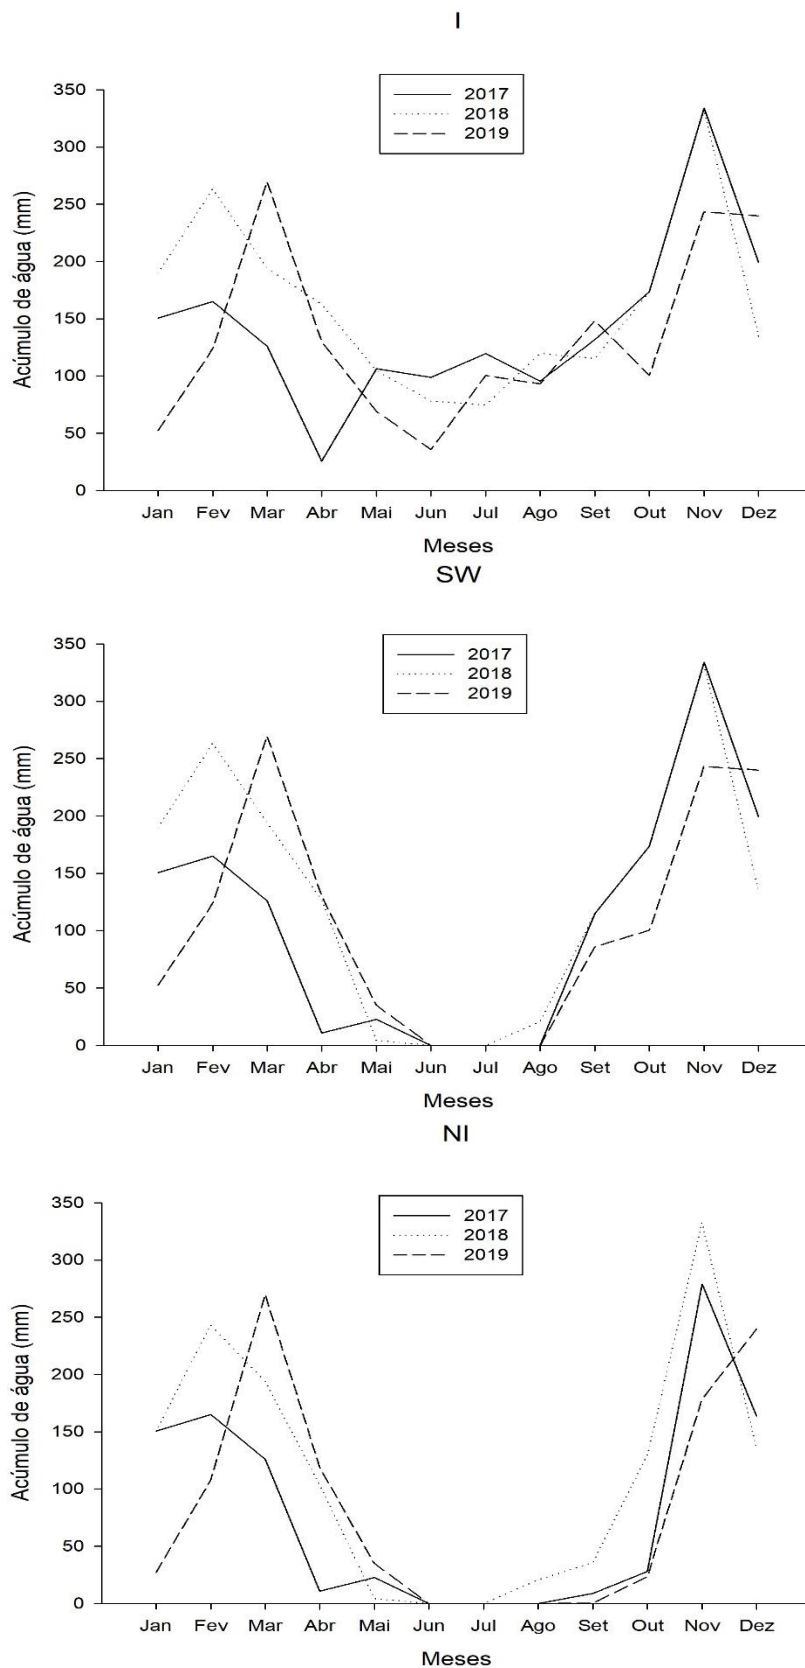 I
350
300
250
200
150
100
50
0
Acúmulo de água (mm)
2017
2018
2019
Jan Fev Mar Abr Mai Jun Jul Ago Set Out Nov Dez
Meses
SW
350
300
250
200
150
100
50
0
Acúmulo de água (mm)
2017
2018
2019
Jan Fev Mar Abr Mai Jun Jul Ago Set Out Nov Dez
Meses
NI
350
300
250
200
150
100
50
0
Acúmulo de água (mm)
2017
2018
2019
Jan Fev Mar Abr Mai Jun Jul Ago Set Out Nov Dez
Meses